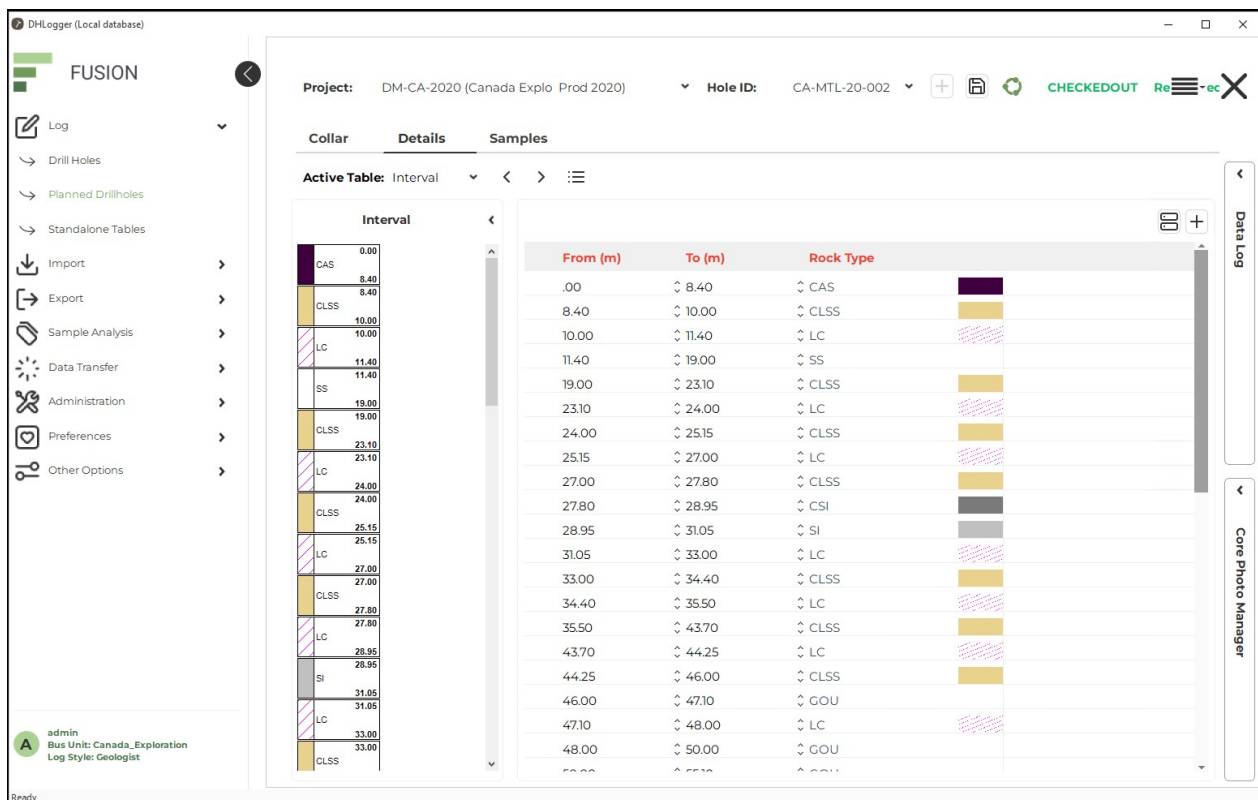 DHLogger (Local database)
FUSION
Log
Drill Holes
Planned Drillholes
Standalone Tables
Import
Export
Sample Analysis
Data Transfer
Administration
Preferences
Other Options
A
admin
Bus Unit: Canada_Exploration
Log Style: Geologist
Ready
Project: DM-CA-2020 (Canada Explo Prod 2020) Hole ID: CA-MTL-20-002 CHECKEDOUT
Collar Details Samples
Active Table: Interval
Interval
0.00
CAS
8.40
8.40
CLSS
10.00
10.00
LC
11.40
11.40
SS
19.00
19.00
CLSS
23.10
23.10
LC
24.00
24.00
CLSS
25.15
25.15
LC
27.00
27.00
CLSS
27.80
27.80
LC
28.95
28.95
SI
31.05
31.05
LC
33.00
33.00
CLSS
From (m) To (m) Rock Type
.00 8.40 CAS
8.40 10.00 CLSS
10.00 11.40 LC
11.40 19.00 SS
19.00 23.10 CLSS
23.10 24.00 LC
24.00 25.15 CLSS
25.15 27.00 LC
27.00 27.80 CLSS
27.80 28.95 CSI
28.95 31.05 SI
31.05 33.00 LC
33.00 34.40 CLSS
34.40 35.50 LC
35.50 43.70 CLSS
43.70 44.25 LC
44.25 46.00 CLSS
46.00 47.10 GOU
47.10 48.00 LC
48.00 50.00 GOU
Data Log
Core Photo Manager